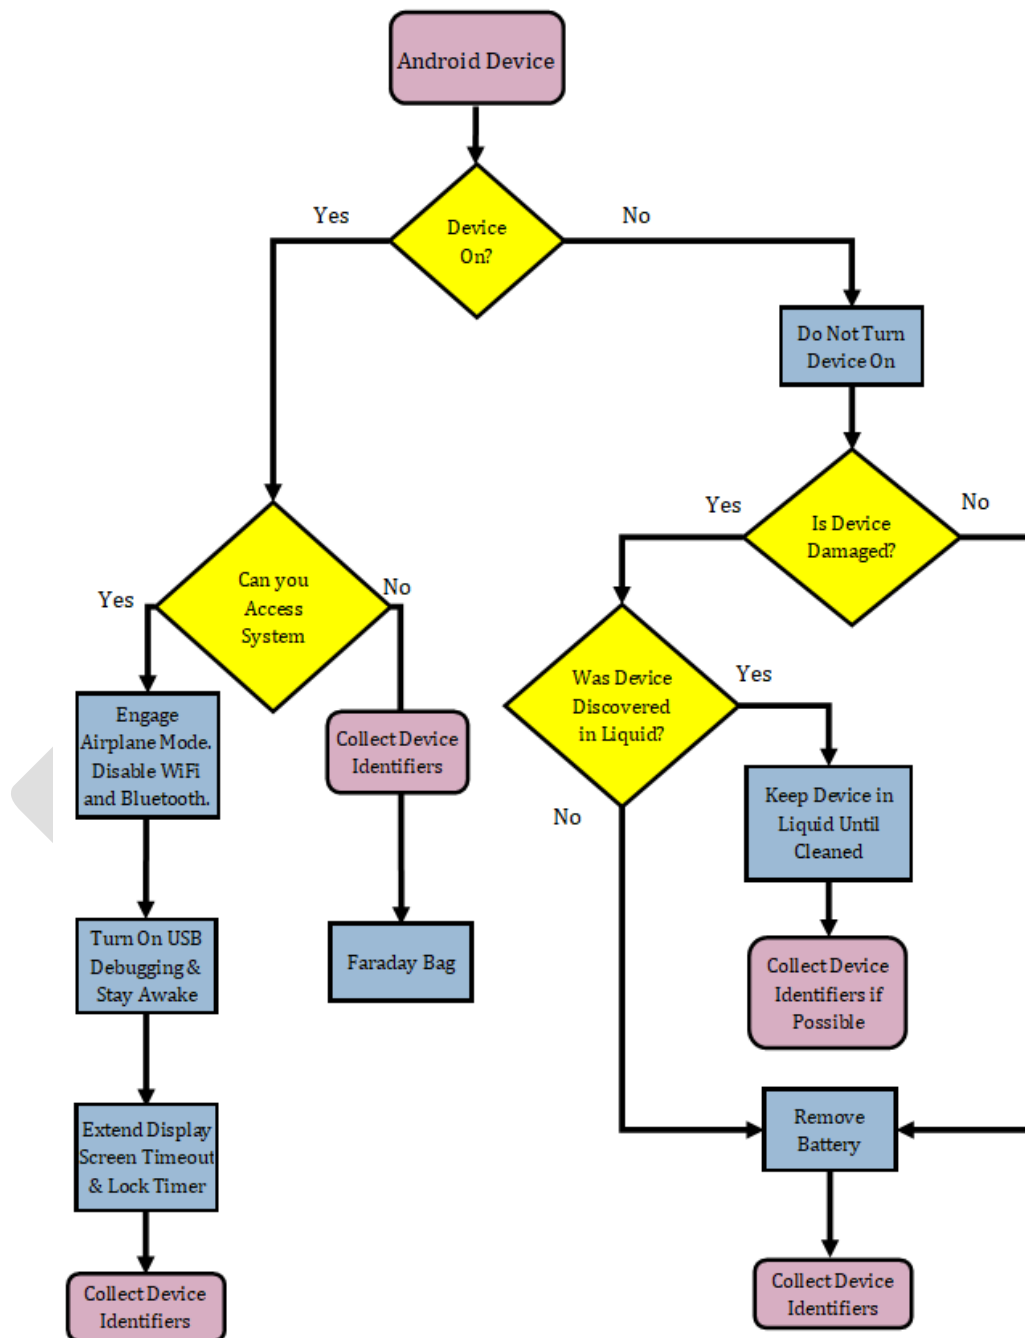 Android Device
Yes
No
Device
On?
Do Not Turn
Device On
Yes
No
Is Device
Damaged?
Can you
Access
System
Yes
No
Was Device
Discovered
in Liquid?
Yes
No
Engage
Airplane Mode.
Disable WiFi
and Bluetooth.
Collect Device
Identifiers
Keep Device in
Liquid Until
Cleaned
Turn On USB
Debugging &
Stay Awake
Faraday Bag
Collect Device
Identifiers if
Possible
Extend Display
Screen Timeout
& Lock Timer
Remove
Battery
Collect Device
Identifiers
Collect Device
Identifiers